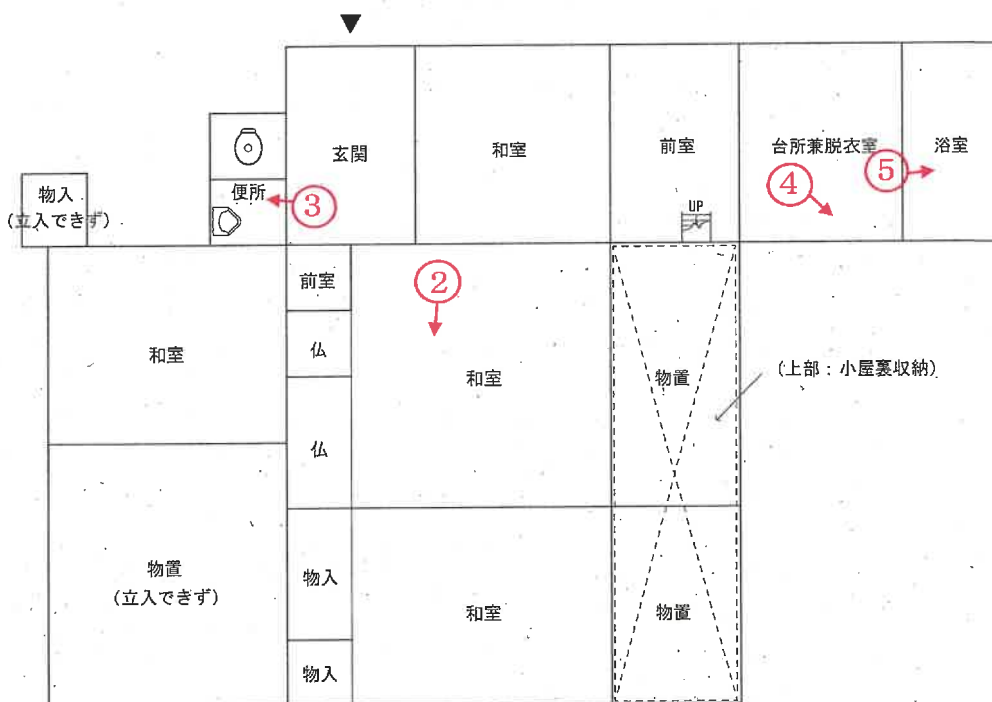 玄関
和室
前室
台所兼脱衣室
浴室
便所
③
④
⑤
物入
(立入できず)
UP
前室
②
仏
和室
和室
物置
(上部：小屋裏収納)
仏
物置
(立入できず)
物入
和室
物置
物入